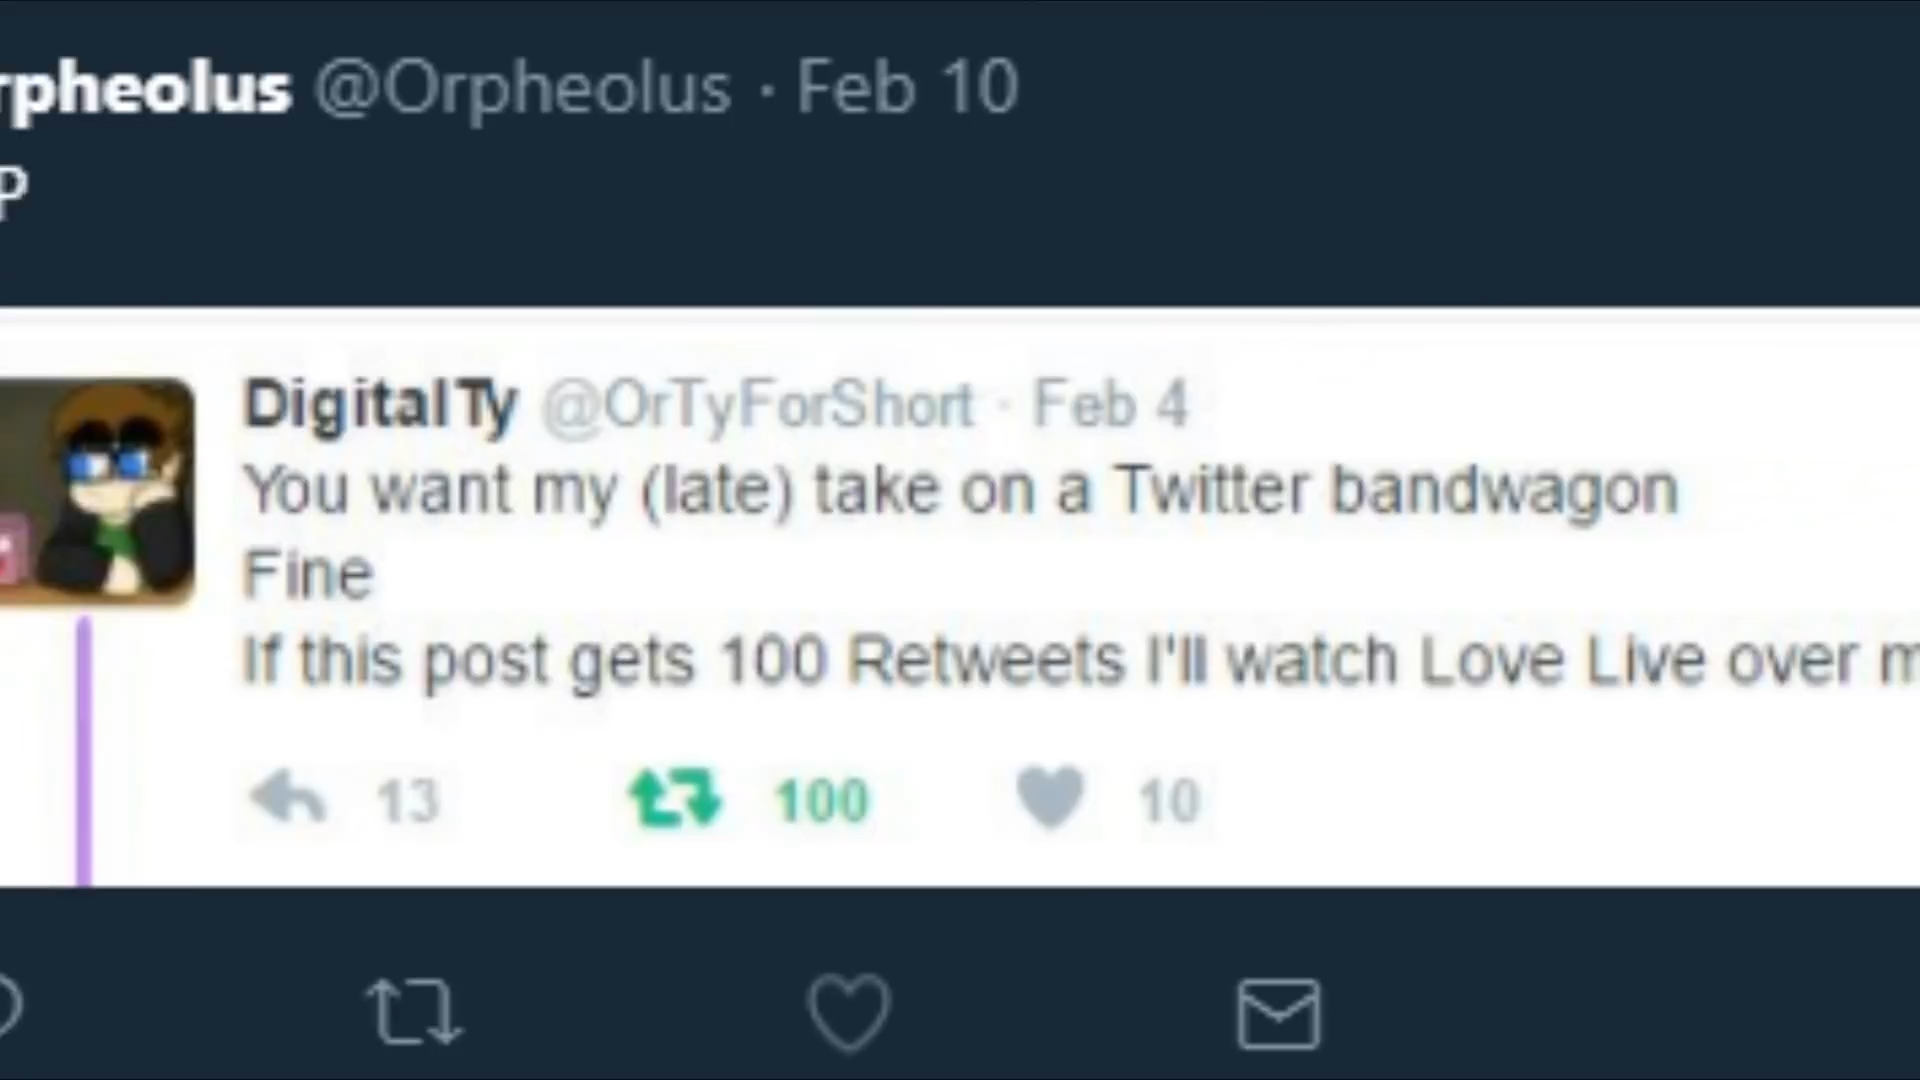 rpheolus @Orpheolus · Feb 10
p
DigitalTy @OrTyForShort · Feb 4
You want my (late) take on a Twitter bandwagon
Fine
If this post gets 100 Retweets I'll watch Love Live over m
13 100 10